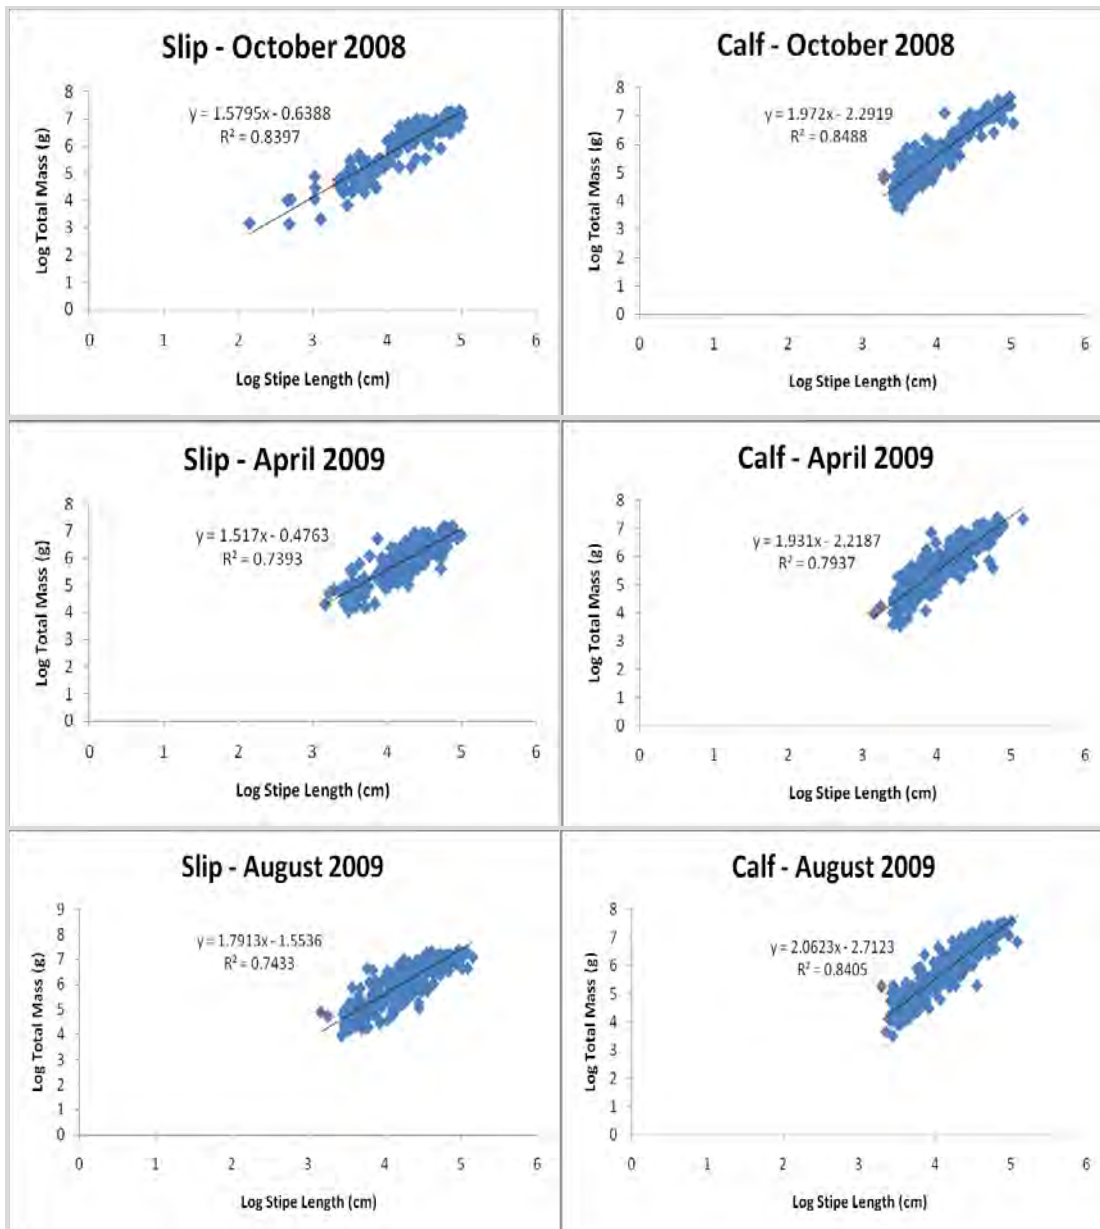 Slip - October 2008
y = 1.5795x - 0.6388
R² = 0.8397
Log Total Mass (g)
8
7
6
5
4
3
2
1
0
0 1 2 3 4 5 6
Log Stipe Length (cm)
Calf - October 2008
y = 1.972x - 2.2919
R² = 0.8488
Log Total Mass (g)
8
7
6
5
4
3
2
1
0
0 1 2 3 4 5 6
Log Stipe Length (cm)
Slip - April 2009
y = 1.517x - 0.4763
R² = 0.7393
Log Total Mass (g)
8
7
6
5
4
3
2
1
0
0 1 2 3 4 5 6
Log Stipe Length (cm)
Calf - April 2009
y = 1.931x - 2.2187
R² = 0.7937
Log Total Mass (g)
8
7
6
5
4
3
2
1
0
0 1 2 3 4 5 6
Log Stipe Length (cm)
Slip - August 2009
y = 1.7913x - 1.5536
R² = 0.7433
Log Total Mass (g)
9
8
7
6
5
4
3
2
1
0
0 1 2 3 4 5 6
Log Stipe Length (cm)
Calf - August 2009
y = 2.0623x - 2.7123
R² = 0.8405
Log Total Mass (g)
8
7
6
5
4
3
2
1
0
0 1 2 3 4 5 6
Log Stipe Length (cm)